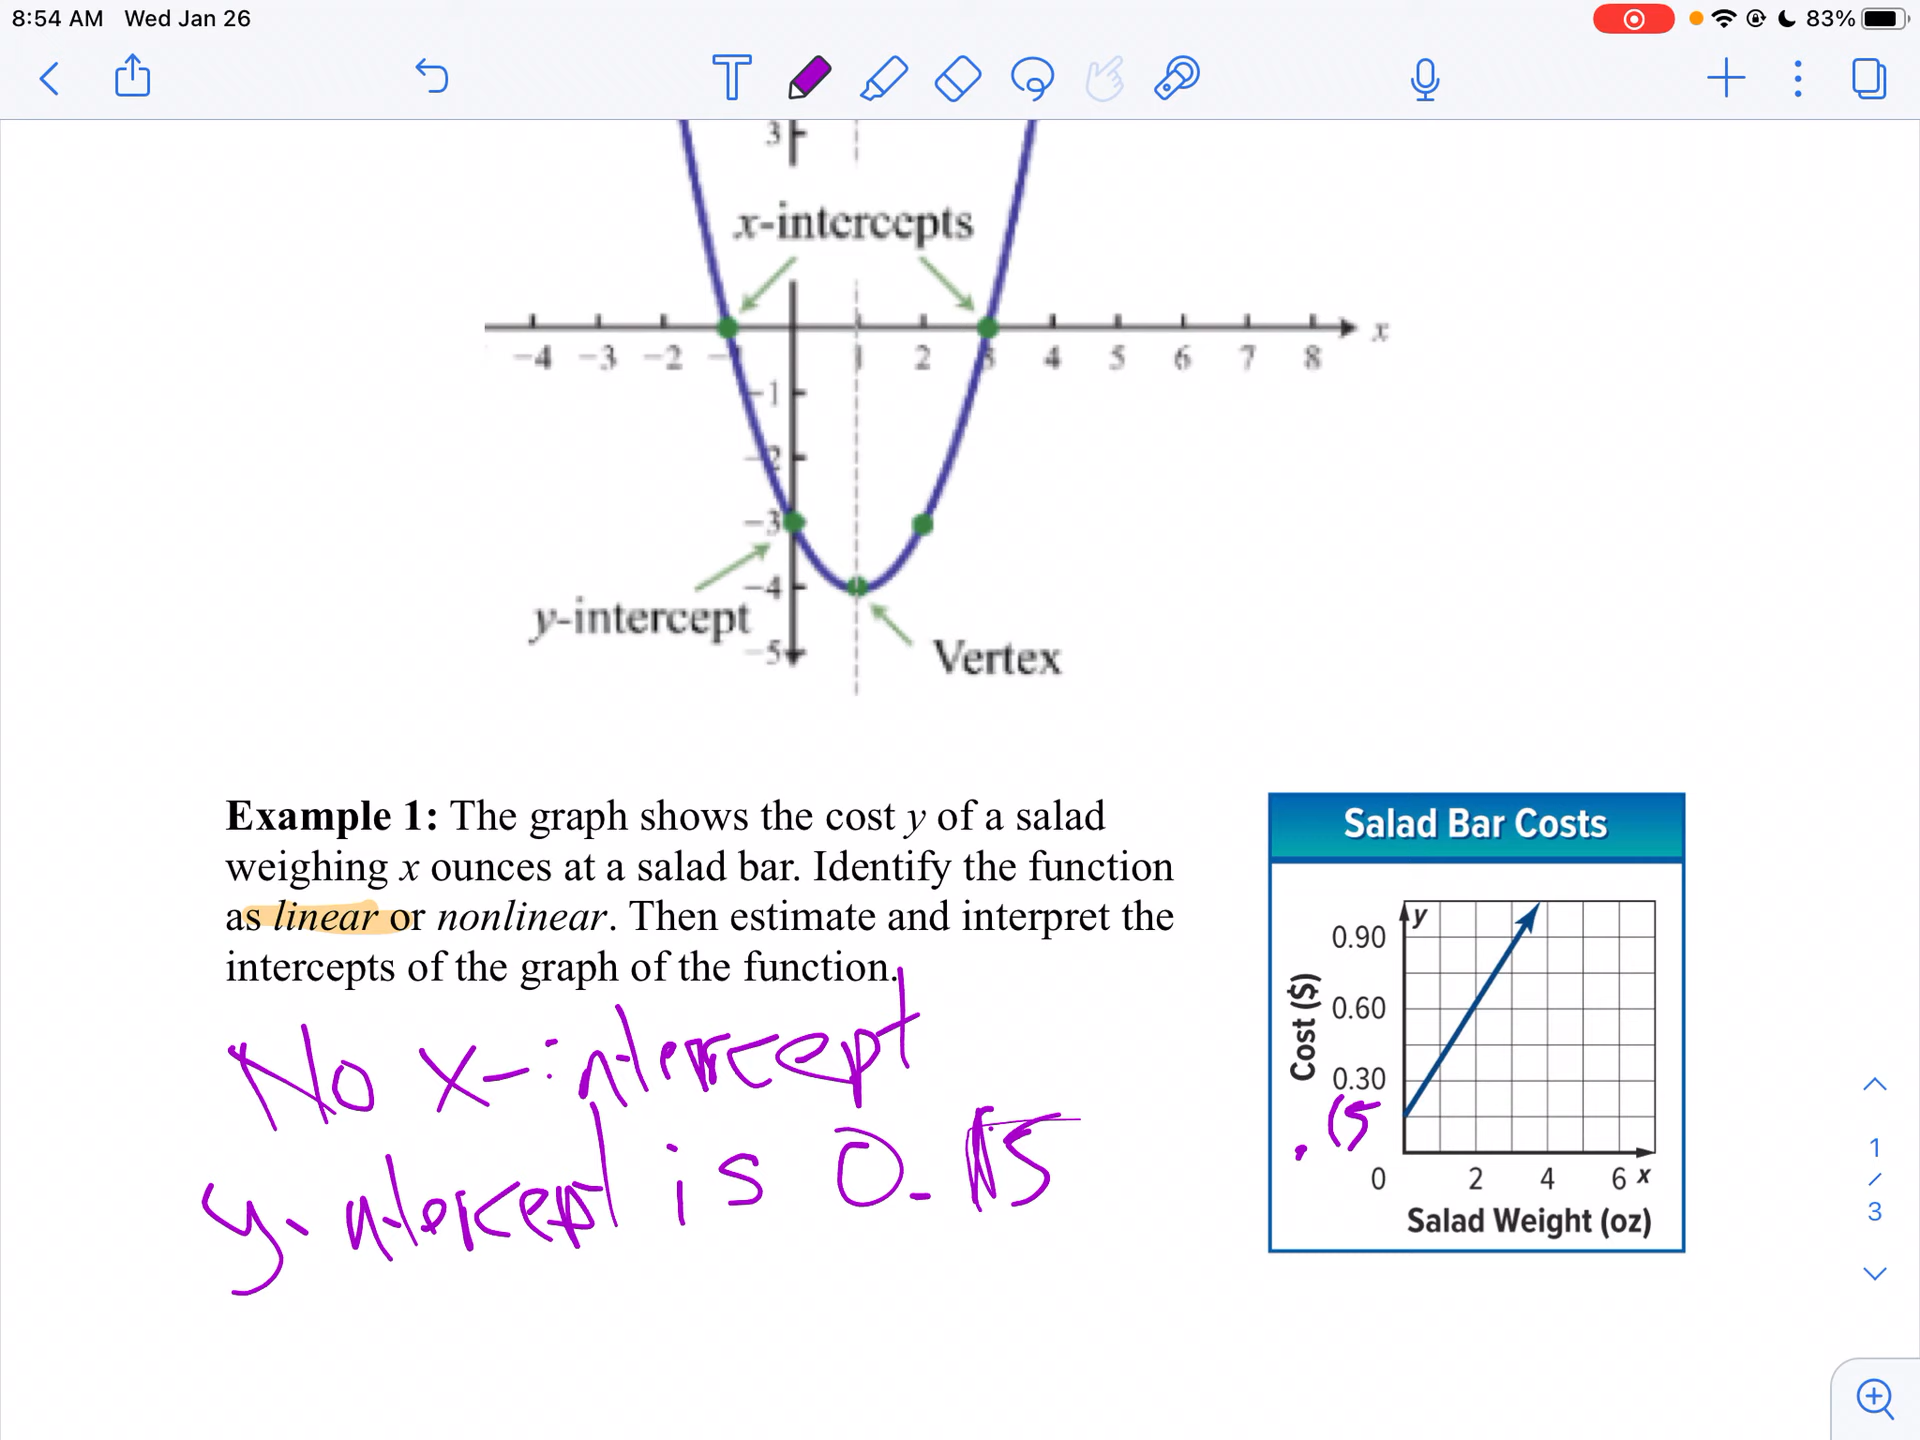 8:54 AM Wed Jan 26
83%
T
3
x-intercepts
−4 −3 −2 −1 1 2 3 4 5 6 7 8 x
−1
−2
−3
−4
y-intercept
−5
Vertex
Example 1: The graph shows the cost y of a salad
weighing x ounces at a salad bar. Identify the function
as linear or nonlinear. Then estimate and interpret the
intercepts of the graph of the function.
No x-intercept
y-intercept is 0.15
Salad Bar Costs
y
0.90
0.60
0.30
.15
Cost ($)
0 2 4 6 x
Salad Weight (oz)
1
/
3